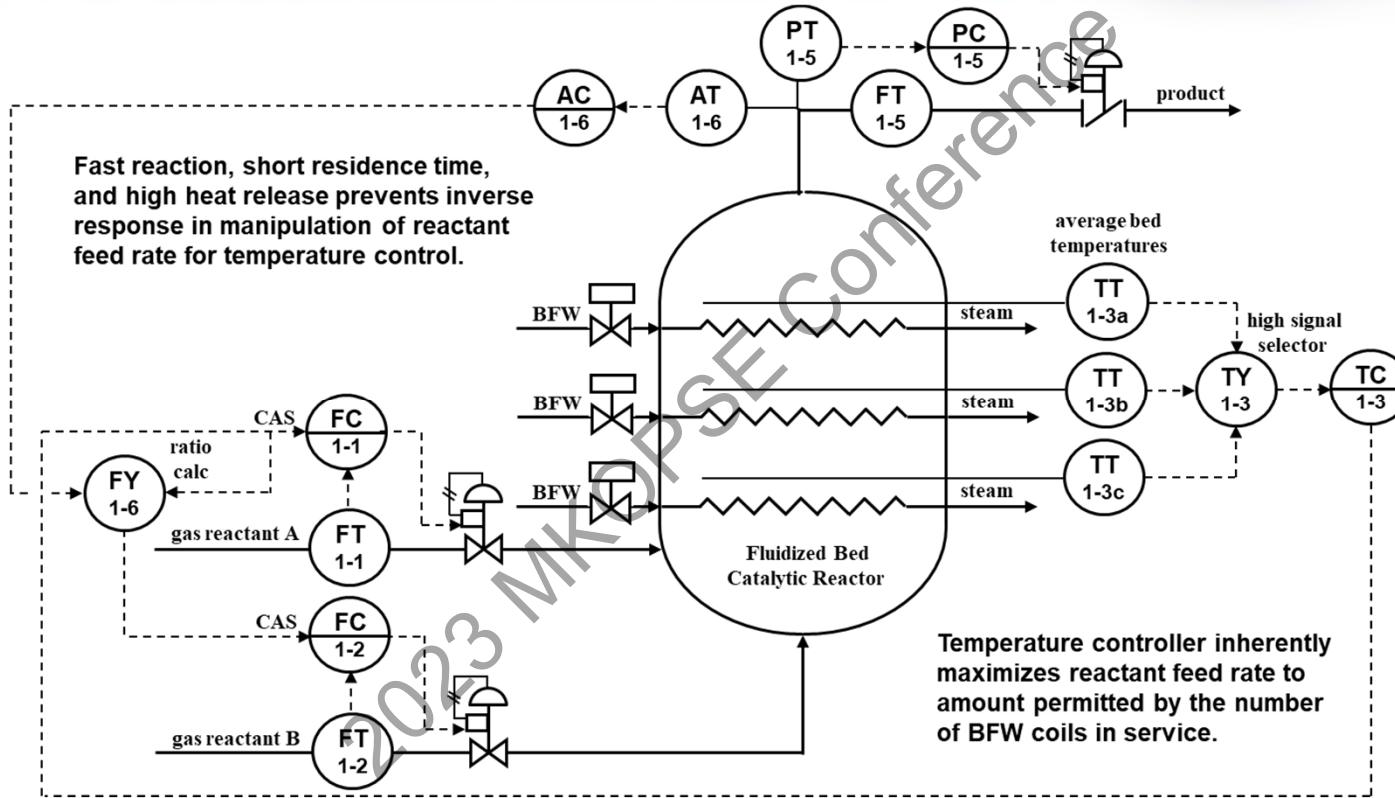 PT
1-5
PC
1-5
AC
1-6
AT
1-6
FT
1-5
product
Fast reaction, short residence time,
and high heat release prevents inverse
response in manipulation of reactant
feed rate for temperature control.
average bed
temperatures
TT
1-3a
BFW
steam
high signal
selector
TT
1-3b
TY
1-3
TC
1-3
BFW
steam
CAS
FC
1-1
ratio
calc
FY
1-6
TT
1-3c
BFW
steam
gas reactant A
FT
1-1
Fluidized Bed
Catalytic Reactor
CAS
FC
1-2
Temperature controller inherently
maximizes reactant feed rate to
amount permitted by the number
of BFW coils in service.
gas reactant B
FT
1-2
2023 MKOPSE Conference